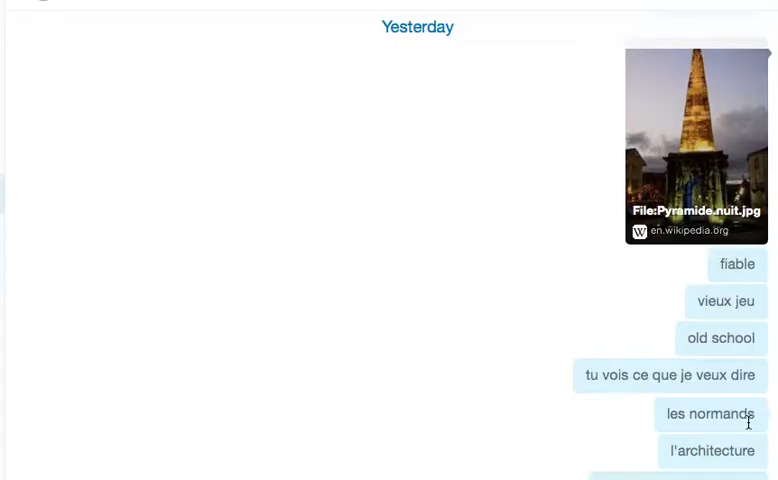 Yesterday
File:Pyramide.nuit.jpg
W en.wikipedia.org
fiable
vieux jeu
old school
tu vois ce que je veux dire
les normands
l'architecture